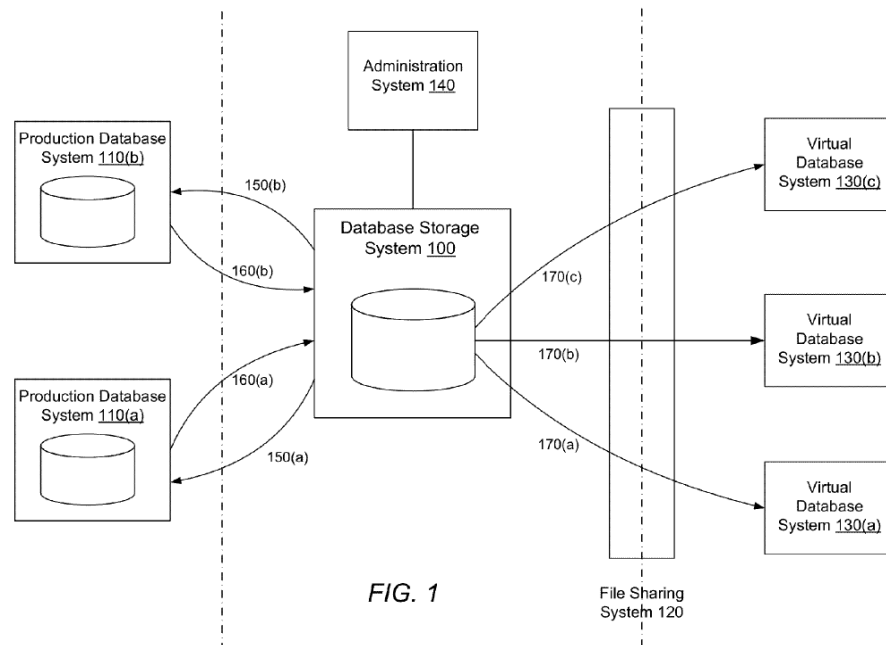 Administration
System 140
Production Database
System 110(b)
150(b)
160(b)
Database Storage
System 100
Virtual
Database
System 130(c)
170(c)
Virtual
Database
System 130(b)
170(b)
Production Database
System 110(a)
160(a)
150(a)
170(a)
Virtual
Database
System 130(a)
FIG. 1
File Sharing
System 120